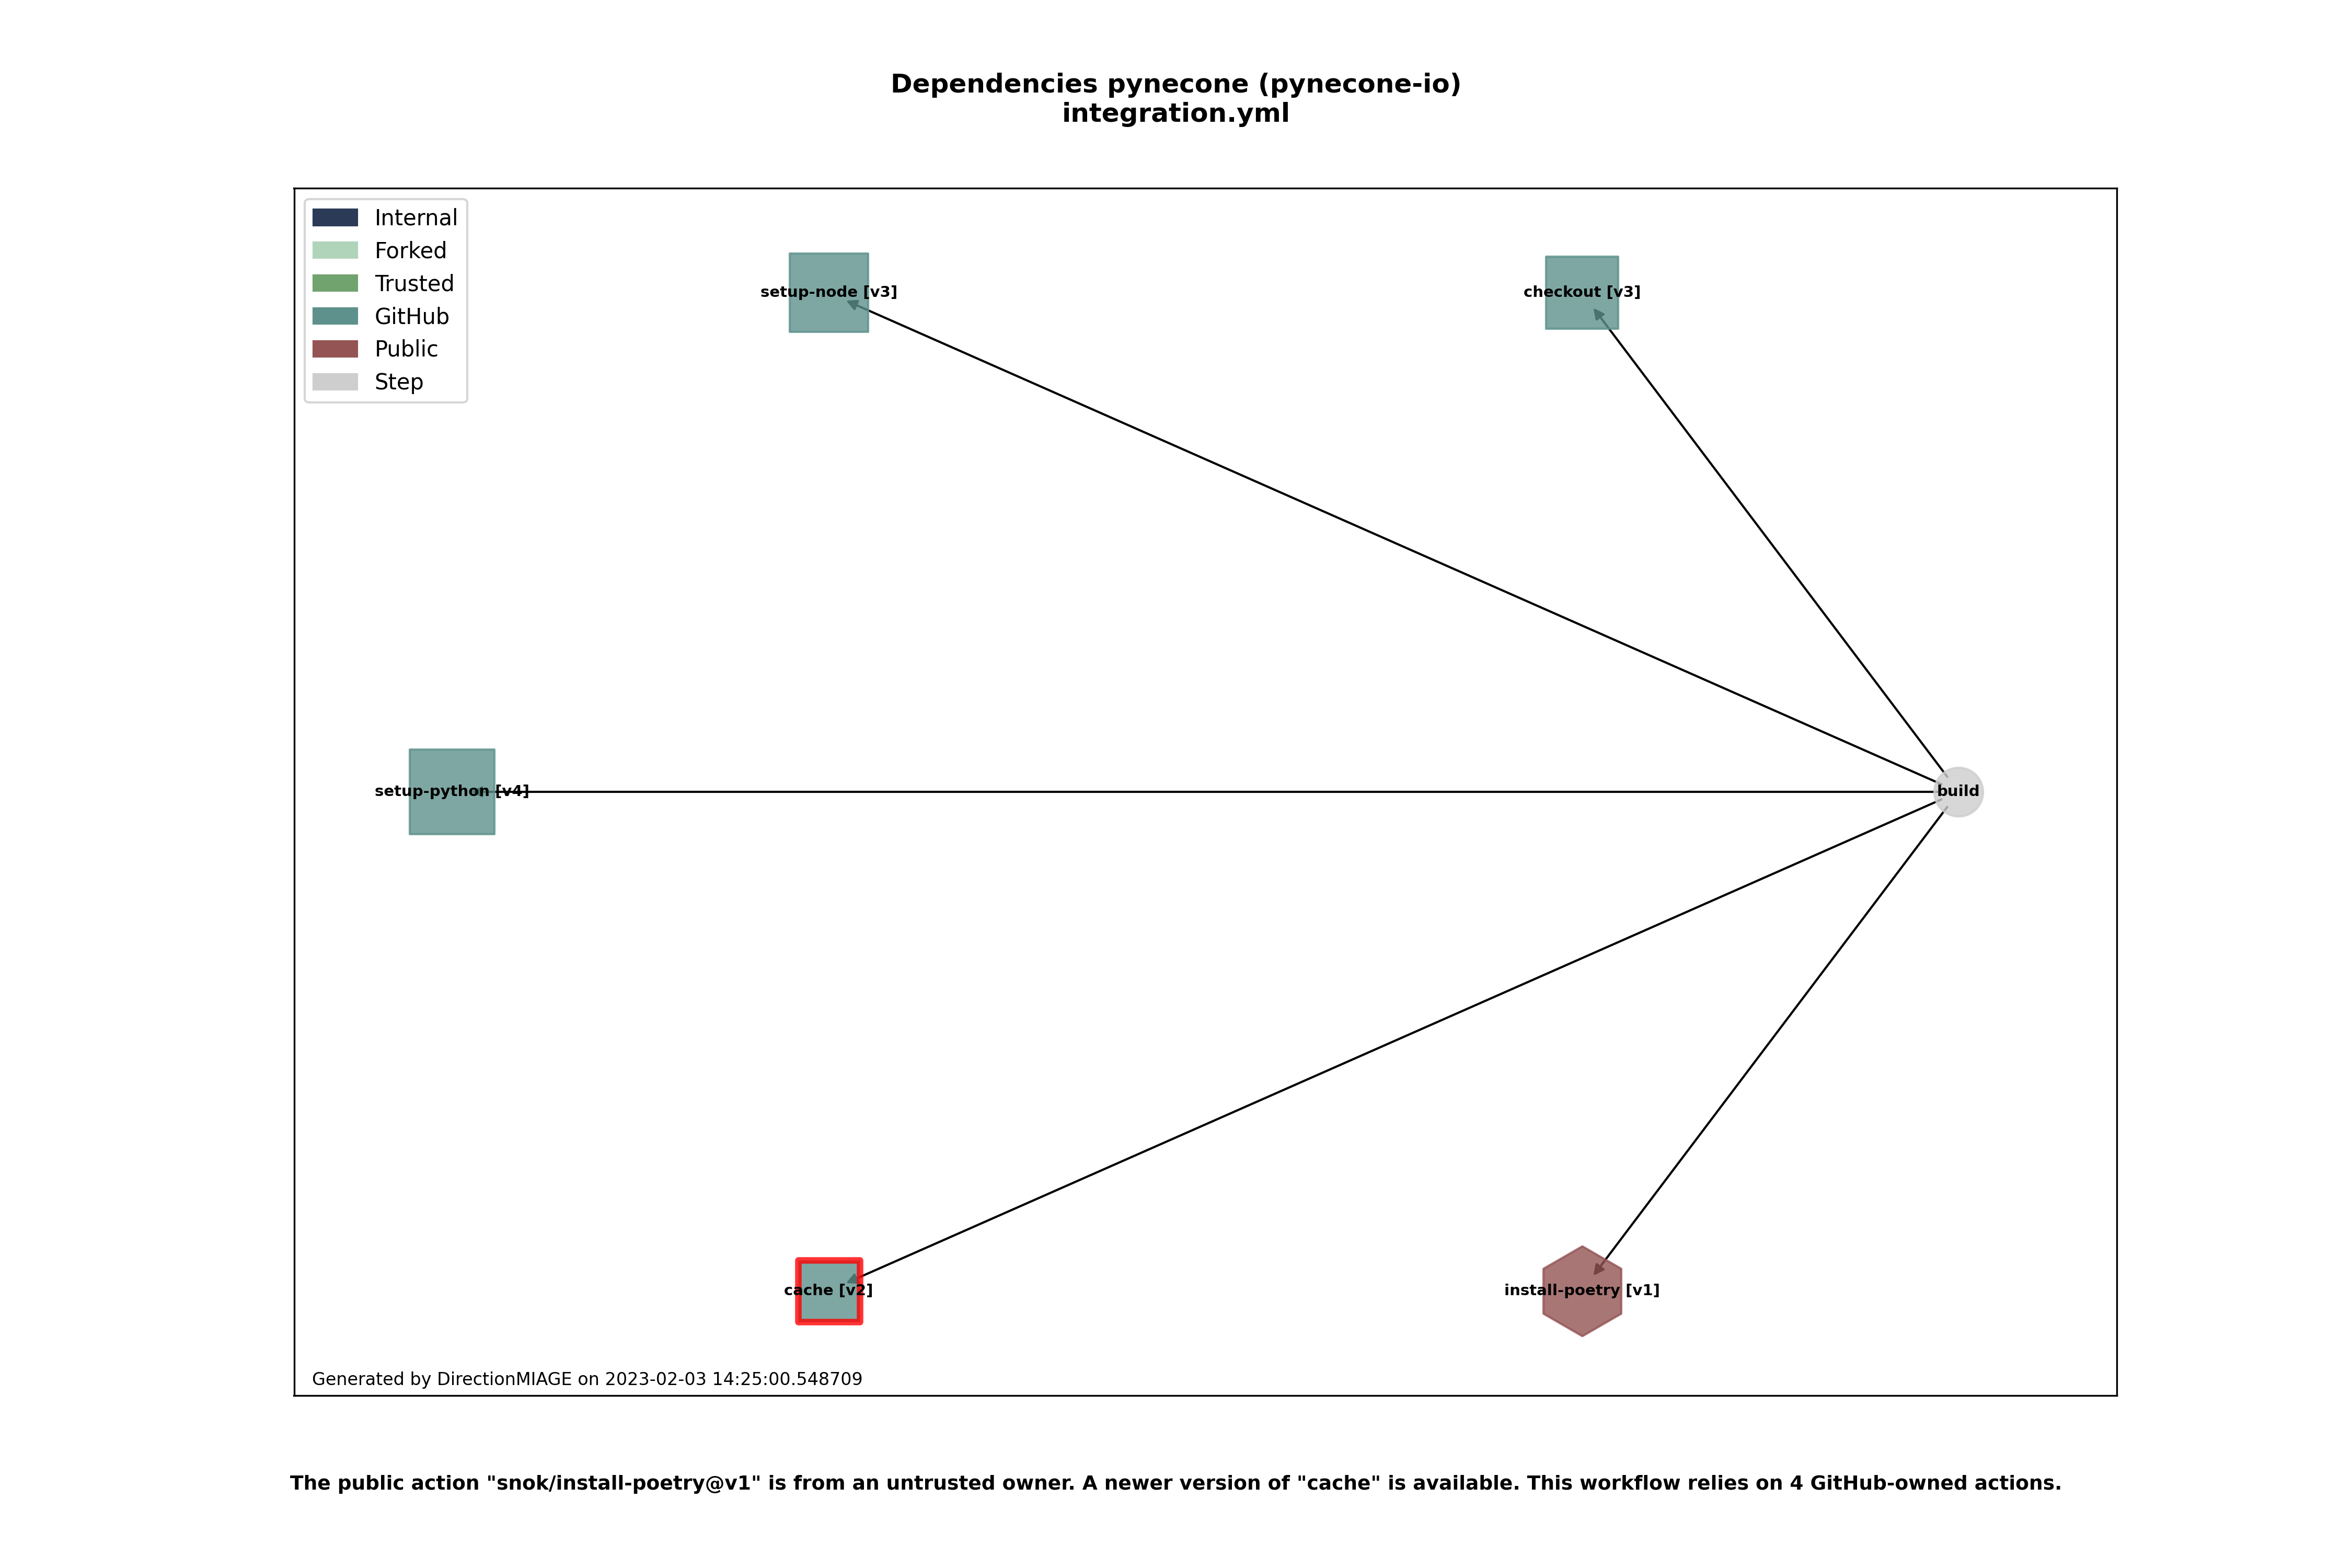 Dependencies pynecone (pynecone-io)
integration.yml
Internal
Forked
Trusted
GitHub
Public
Step
setup-node [v3]
checkout [v3]
setup-python [v4]
build
cache [v2]
install-poetry [v1]
Generated by DirectionMIAGE on 2023-02-03 14:25:00.548709
The public action "snok/install-poetry@v1" is from an untrusted owner. A newer version of "cache" is available. This workflow relies on 4 GitHub-owned actions.